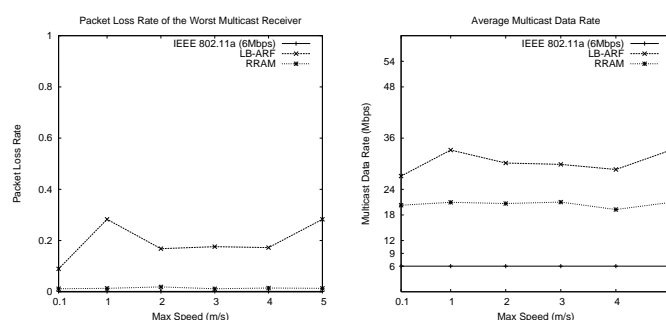 Packet Loss Rate of the Worst Multicast Receiver
IEEE 802.11a (6Mbps)
LB-ARF
RRAM
1
0.8
0.6
0.4
0.2
0
Packet Loss Rate
0.1 1 2 3 4 5
Max Speed (m/s)
Average Multicast Data Rate
IEEE 802.11a (6Mbps)
LB-ARF
RRAM
54
48
36
24
18
9
6
Multicast Data Rate (Mbps)
0.1 1 2 3 4
Max Speed (m/s)